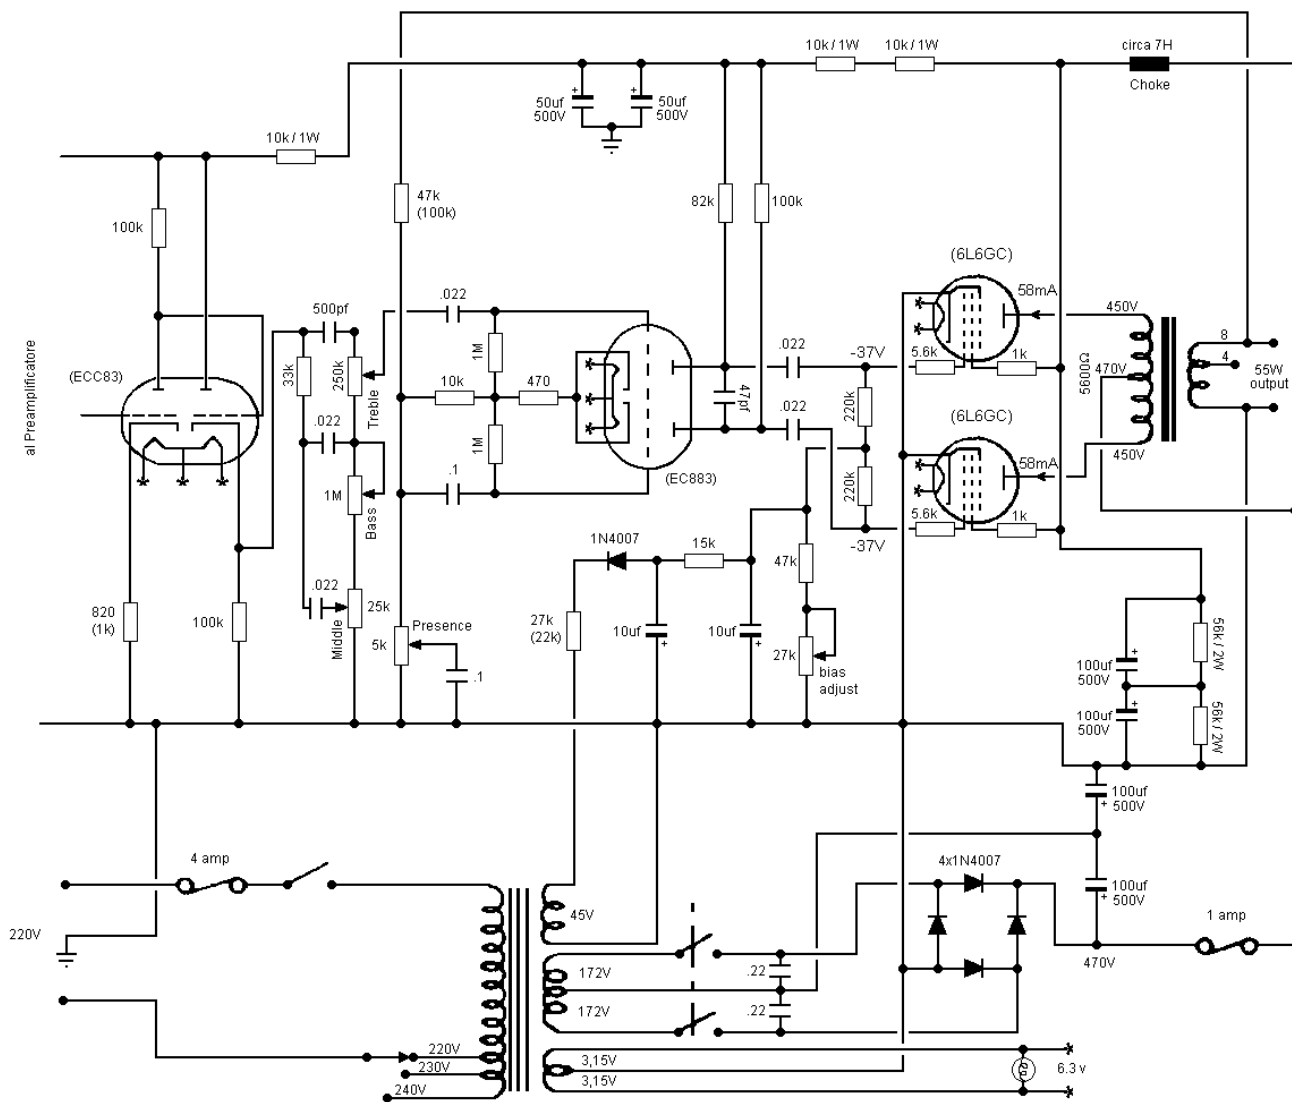 10k / 1W
10k / 1W
circa 7H
Choke
50uf
500V
50uf
500V
10k / 1W
47k
(100k)
82k
100k
100k
(6L6GC)
al Preamplificatore
58mA
450V
.022
500pf
(ECC83)
33k
250k
Treble
1M
.022
-37V
5.6k
1k
5600Ω
470V
8
4
55W
output
10k
470
47pf
220k
.022
(6L6GC)
.022
1M
Bass
1M
.1
(EC883)
220k
58mA
450V
5.6k
1k
-37V
1N4007
15k
47k
.022
25k
Middle
820
(1k)
100k
Presence
5k
.1
27k
(22k)
10uf
+
10uf
+
27k
bias
adjust
56k / 2W
100uf
500V
+
100uf
500V
+
56k / 2W
100uf
500V
+
4 amp
4x1N4007
100uf
500V
+
1 amp
220V
45V
470V
172V
.22
172V
.22
220V
230V
240V
3,15V
3,15V
6.3 v